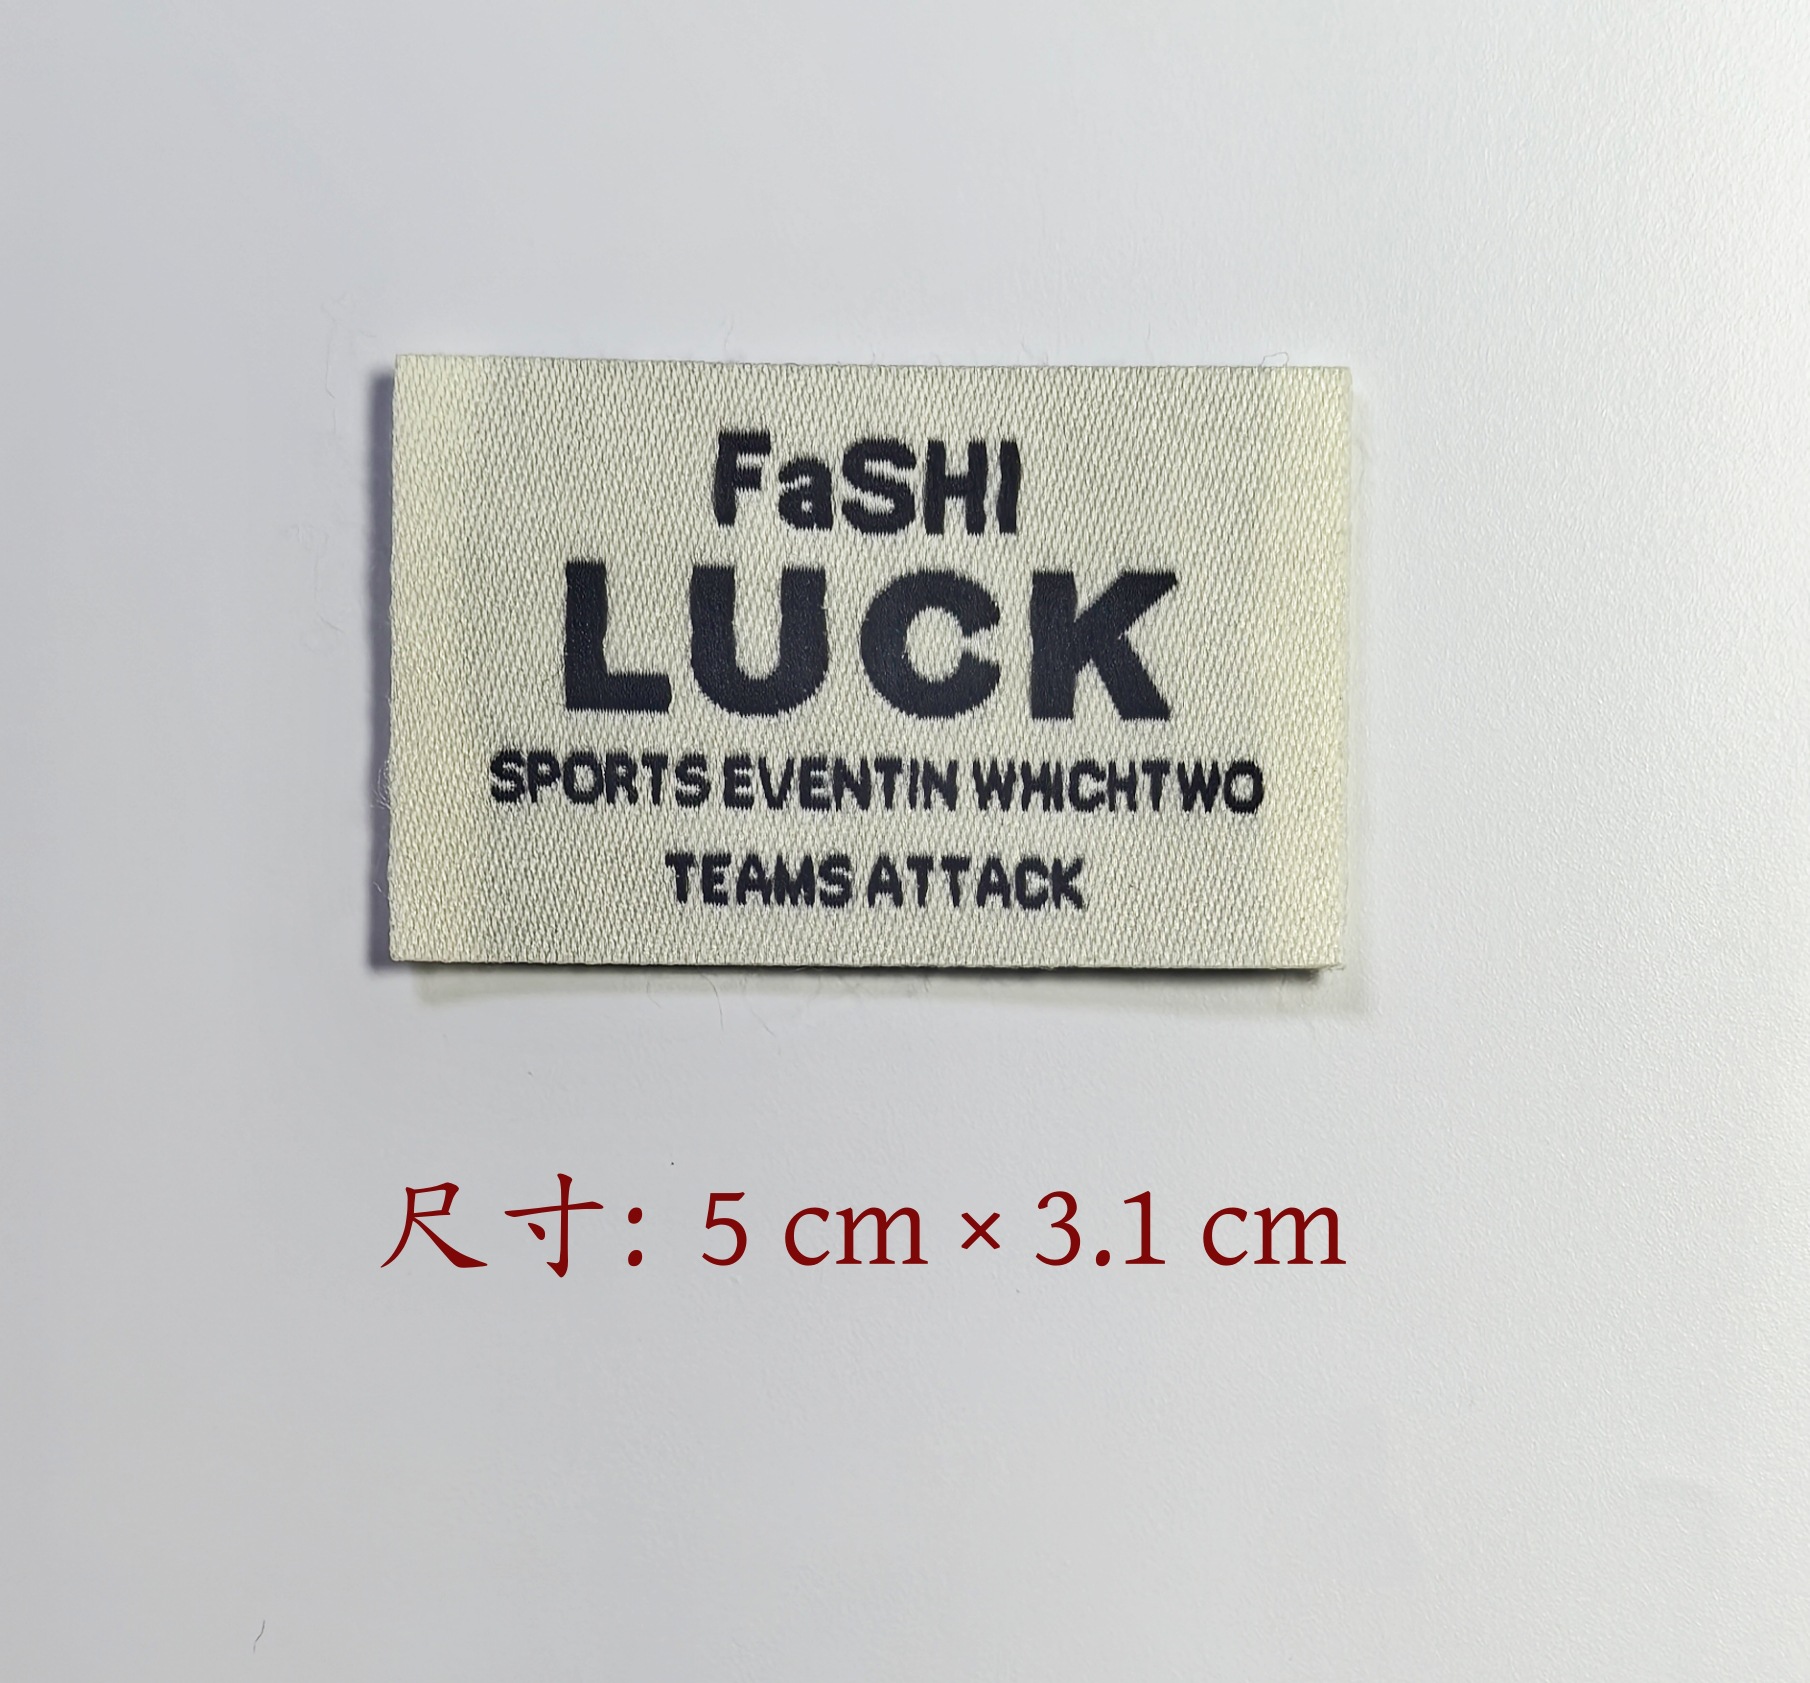 FaSHI
LUCK
SPORTS EVENTIN WHICHTWO
TEAMS ATTACK
尺寸：5 cm × 3.1 cm